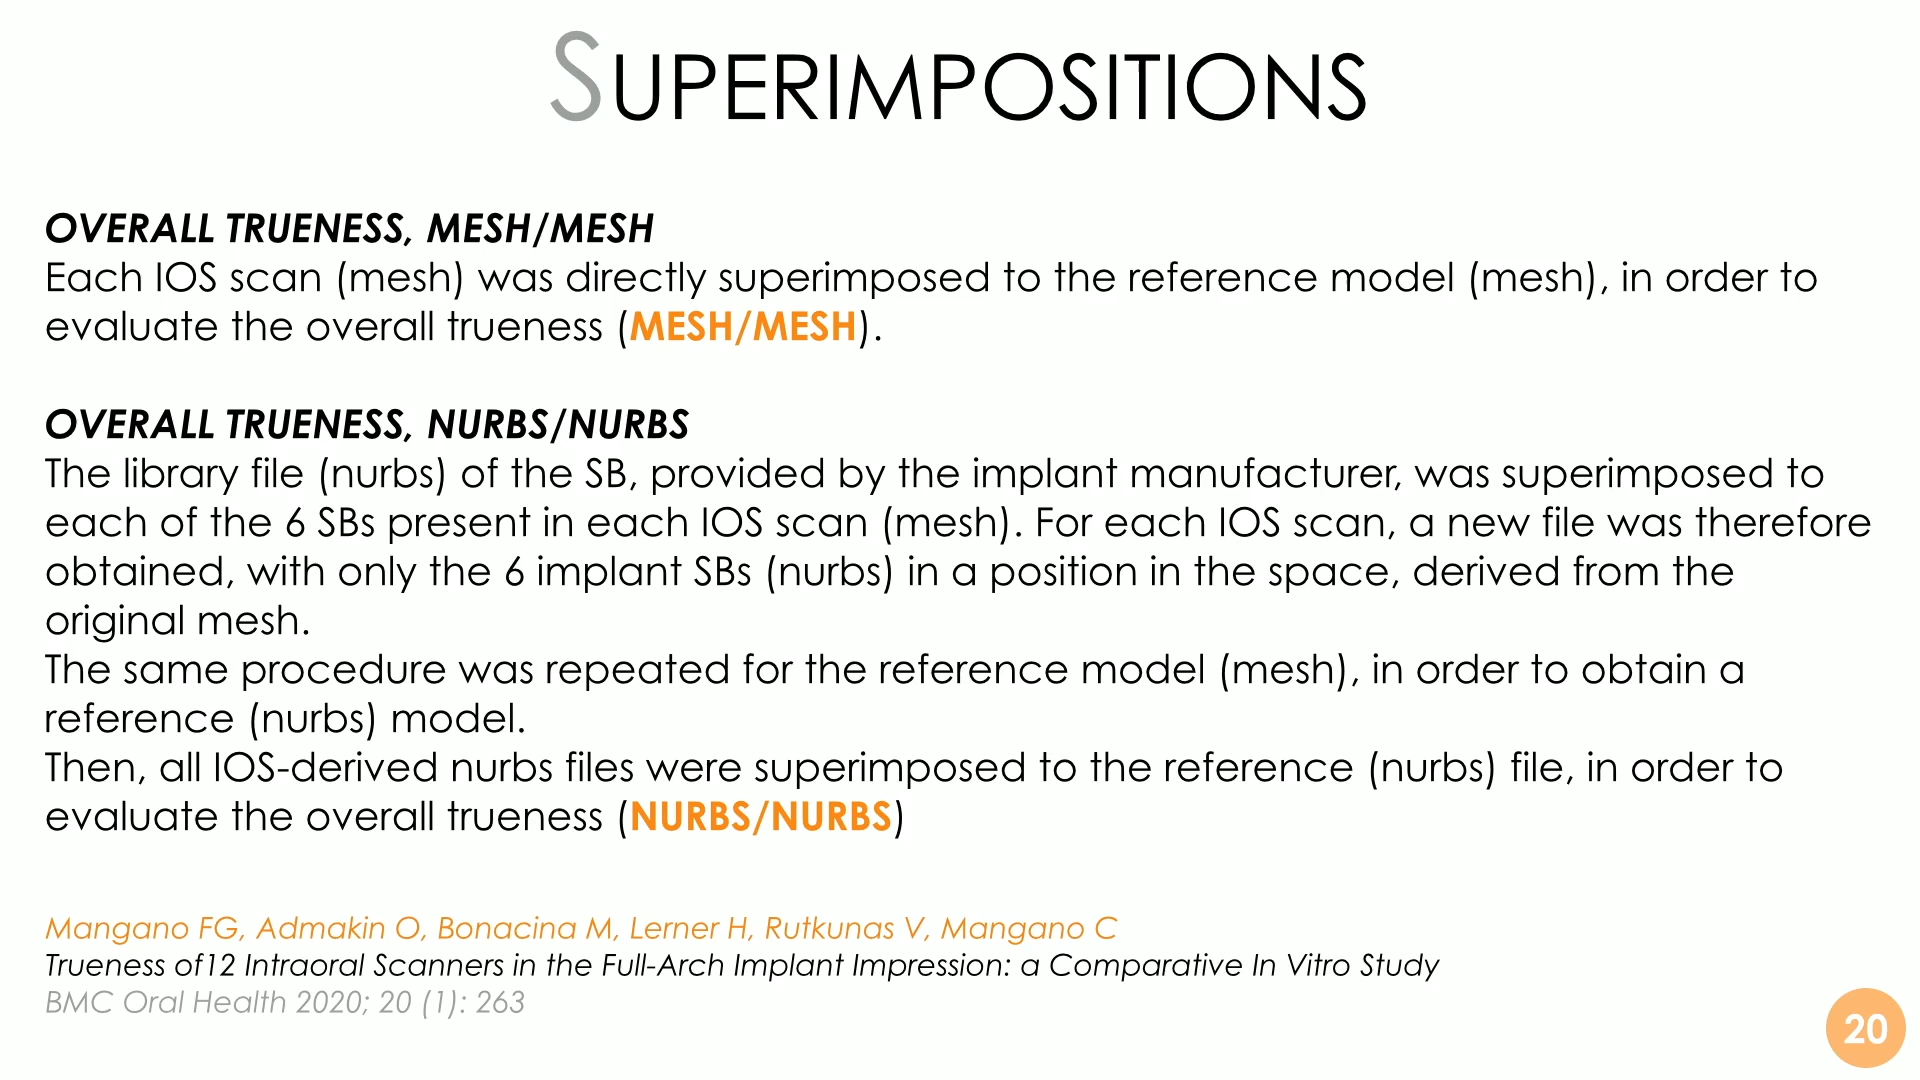 SUPERIMPOSITIONS
OVERALL TRUENESS, MESH/MESH
Each IOS scan (mesh) was directly superimposed to the reference model (mesh), in order to
evaluate the overall trueness (MESH/MESH).
OVERALL TRUENESS, NURBS/NURBS
The library file (nurbs) of the SB, provided by the implant manufacturer, was superimposed to
each of the 6 SBs present in each IOS scan (mesh). For each IOS scan, a new file was therefore
obtained, with only the 6 implant SBs (nurbs) in a position in the space, derived from the
original mesh.
The same procedure was repeated for the reference model (mesh), in order to obtain a
reference (nurbs) model.
Then, all IOS-derived nurbs files were superimposed to the reference (nurbs) file, in order to
evaluate the overall trueness (NURBS/NURBS)
Mangano FG, Admakin O, Bonacina M, Lerner H, Rutkunas V, Mangano C
Trueness of12 Intraoral Scanners in the Full-Arch Implant Impression: a Comparative In Vitro Study
BMC Oral Health 2020; 20 (1): 263
20